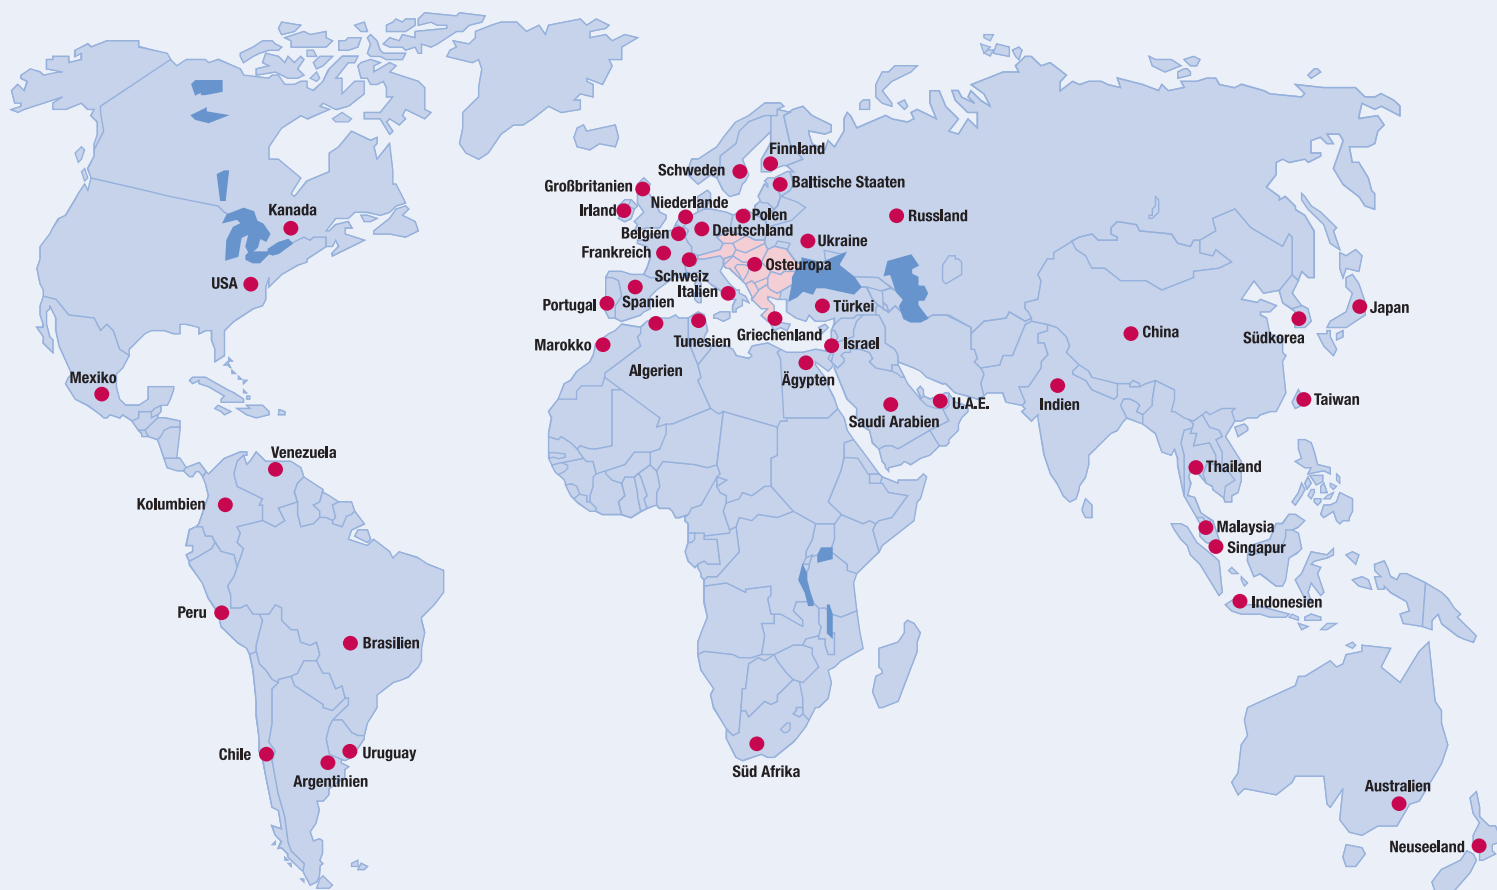 Finnland
Schweden
Baltische Staaten
Großbritanien
Niederlande
Irland
Kanada
Polen
Russland
Deutschland
Belgien
Ukraine
Frankreich
Osteuropa
Schweiz
USA
Italien
Spanien
Portugal
Türkei
Japan
China
Griechenland
Südkorea
Tunesien
Israel
Marokko
Algerien
Mexiko
Ägypten
U.A.E.
Indien
Taiwan
Saudi Arabien
Venezuela
Thailand
Kolumbien
Malaysia
Singapur
Indonesien
Peru
Brasilien
Uruguay
Chile
Süd Afrika
Argentinien
Australien
Neuseeland